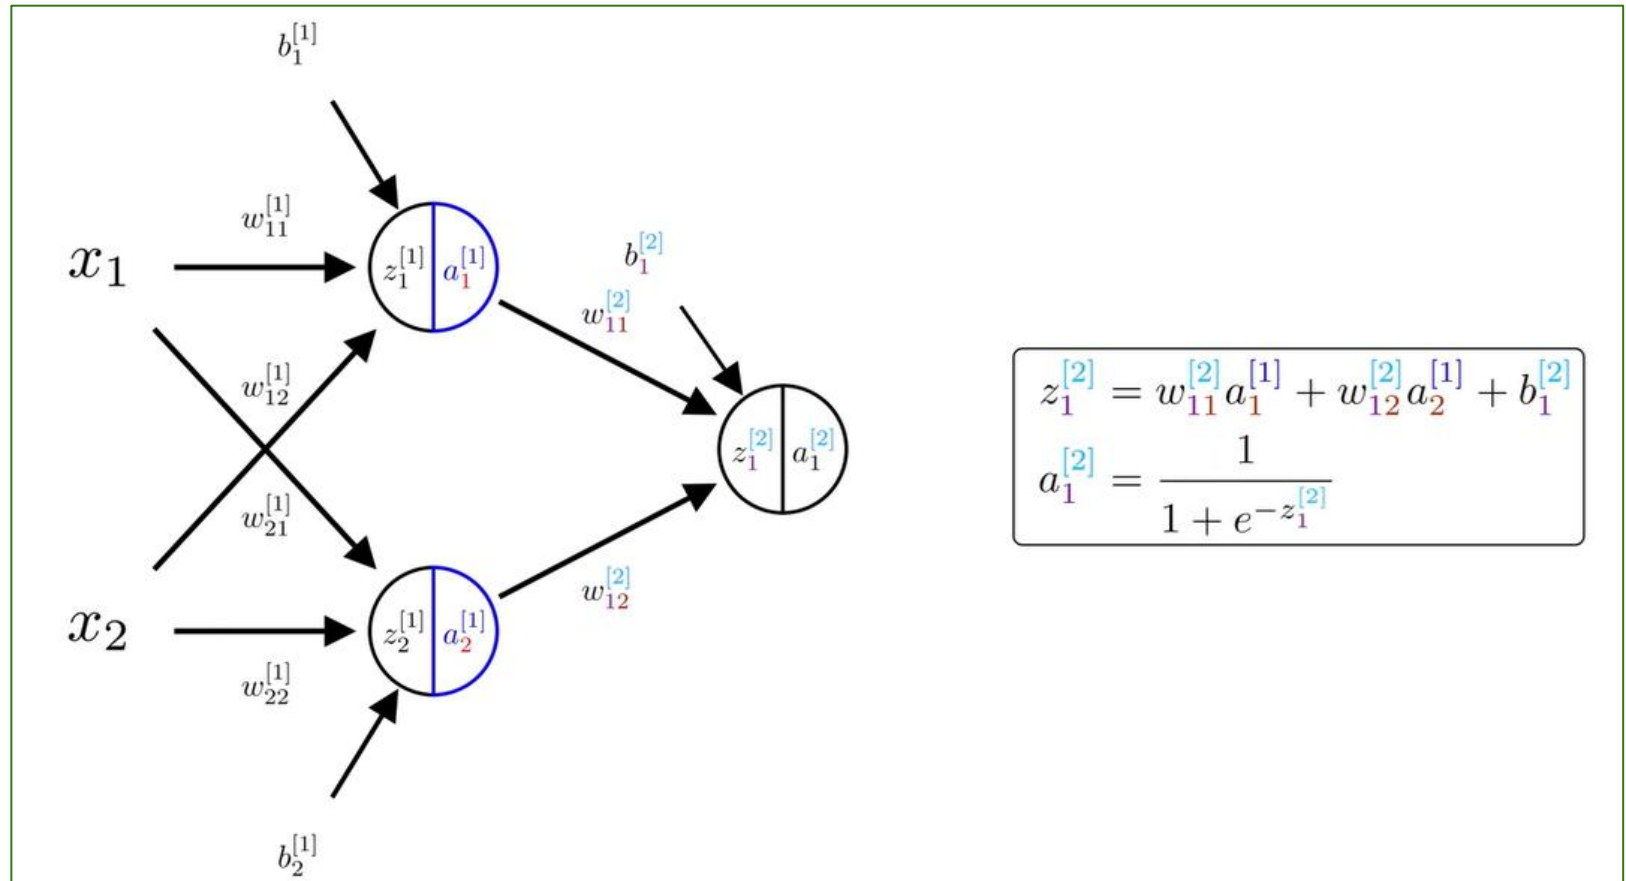 b_1^{[1]}
w_{11}^{[1]}
x_1
z_1^{[1]} a_1^{[1]}
b_1^{[2]}
w_{11}^{[2]}
w_{12}^{[1]}
z_1^{[2]} a_1^{[2]}
w_{21}^{[1]}
w_{12}^{[2]}
x_2
z_2^{[1]} a_2^{[1]}
w_{22}^{[1]}
b_2^{[1]}
z_1^{[2]} = w_{11}^{[2]} a_1^{[1]} + w_{12}^{[2]} a_2^{[1]} + b_1^{[2]}
a_1^{[2]} = \frac{1}{1 + e^{-z_1^{[2]}}}